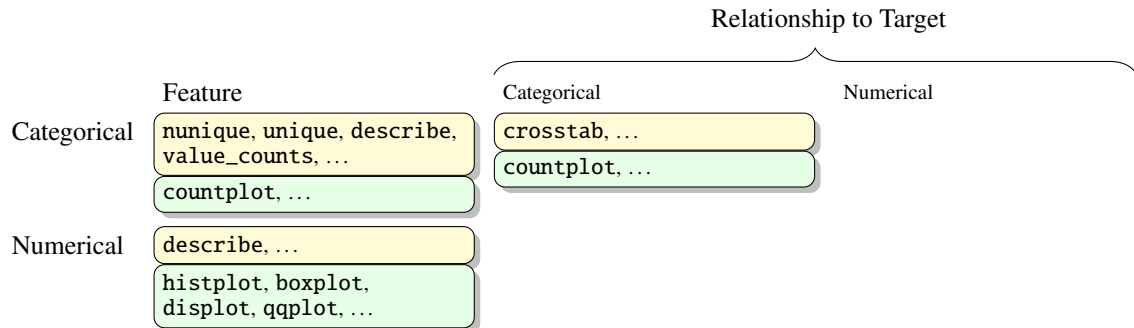 Relationship to Target
Feature Categorical Numerical
Categorical nunique, unique, describe, crosstab, ...
value_counts, ... countplot, ...
countplot, ...
Numerical describe, ...
histplot, boxplot,
displot, qqplot, ...